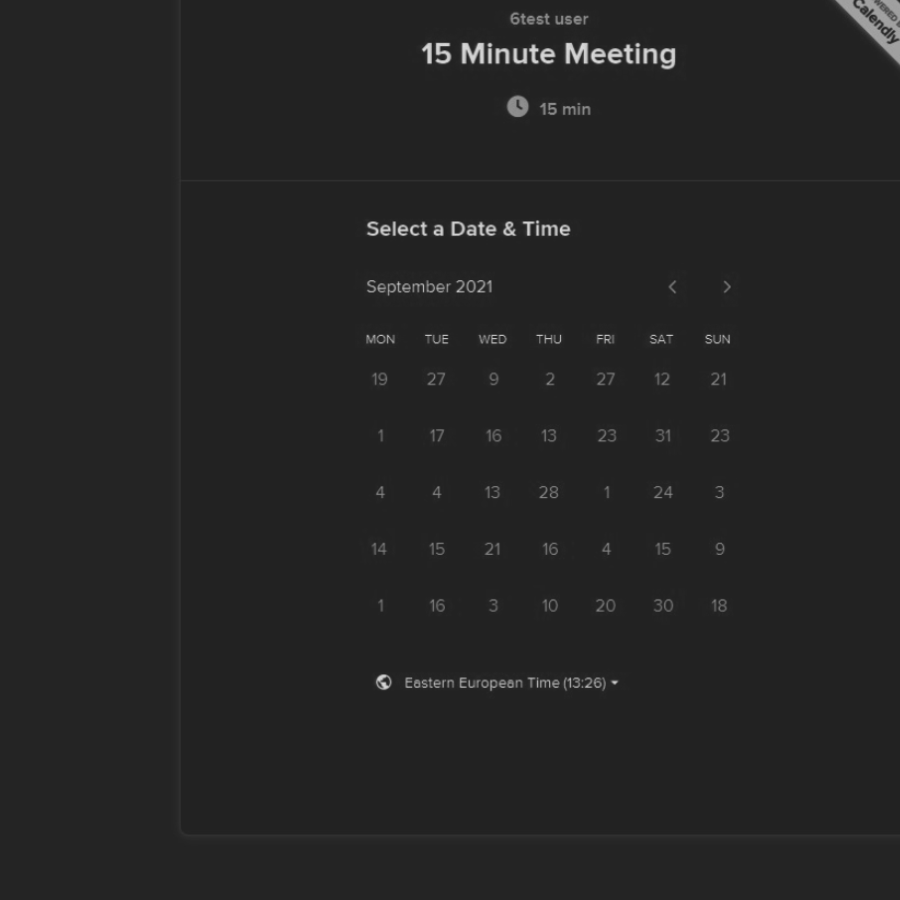 6test user
15 Minute Meeting
Calendly
15 min
Select a Date & Time
September 2021
MON TUE WED THU FRI SAT SUN
19 27 9 2 27 12 21
1 17 16 13 23 31 23
4 4 13 28 1 24 3
14 15 21 16 4 15 9
1 16 3 10 20 30 18
Eastern European Time (13:26)